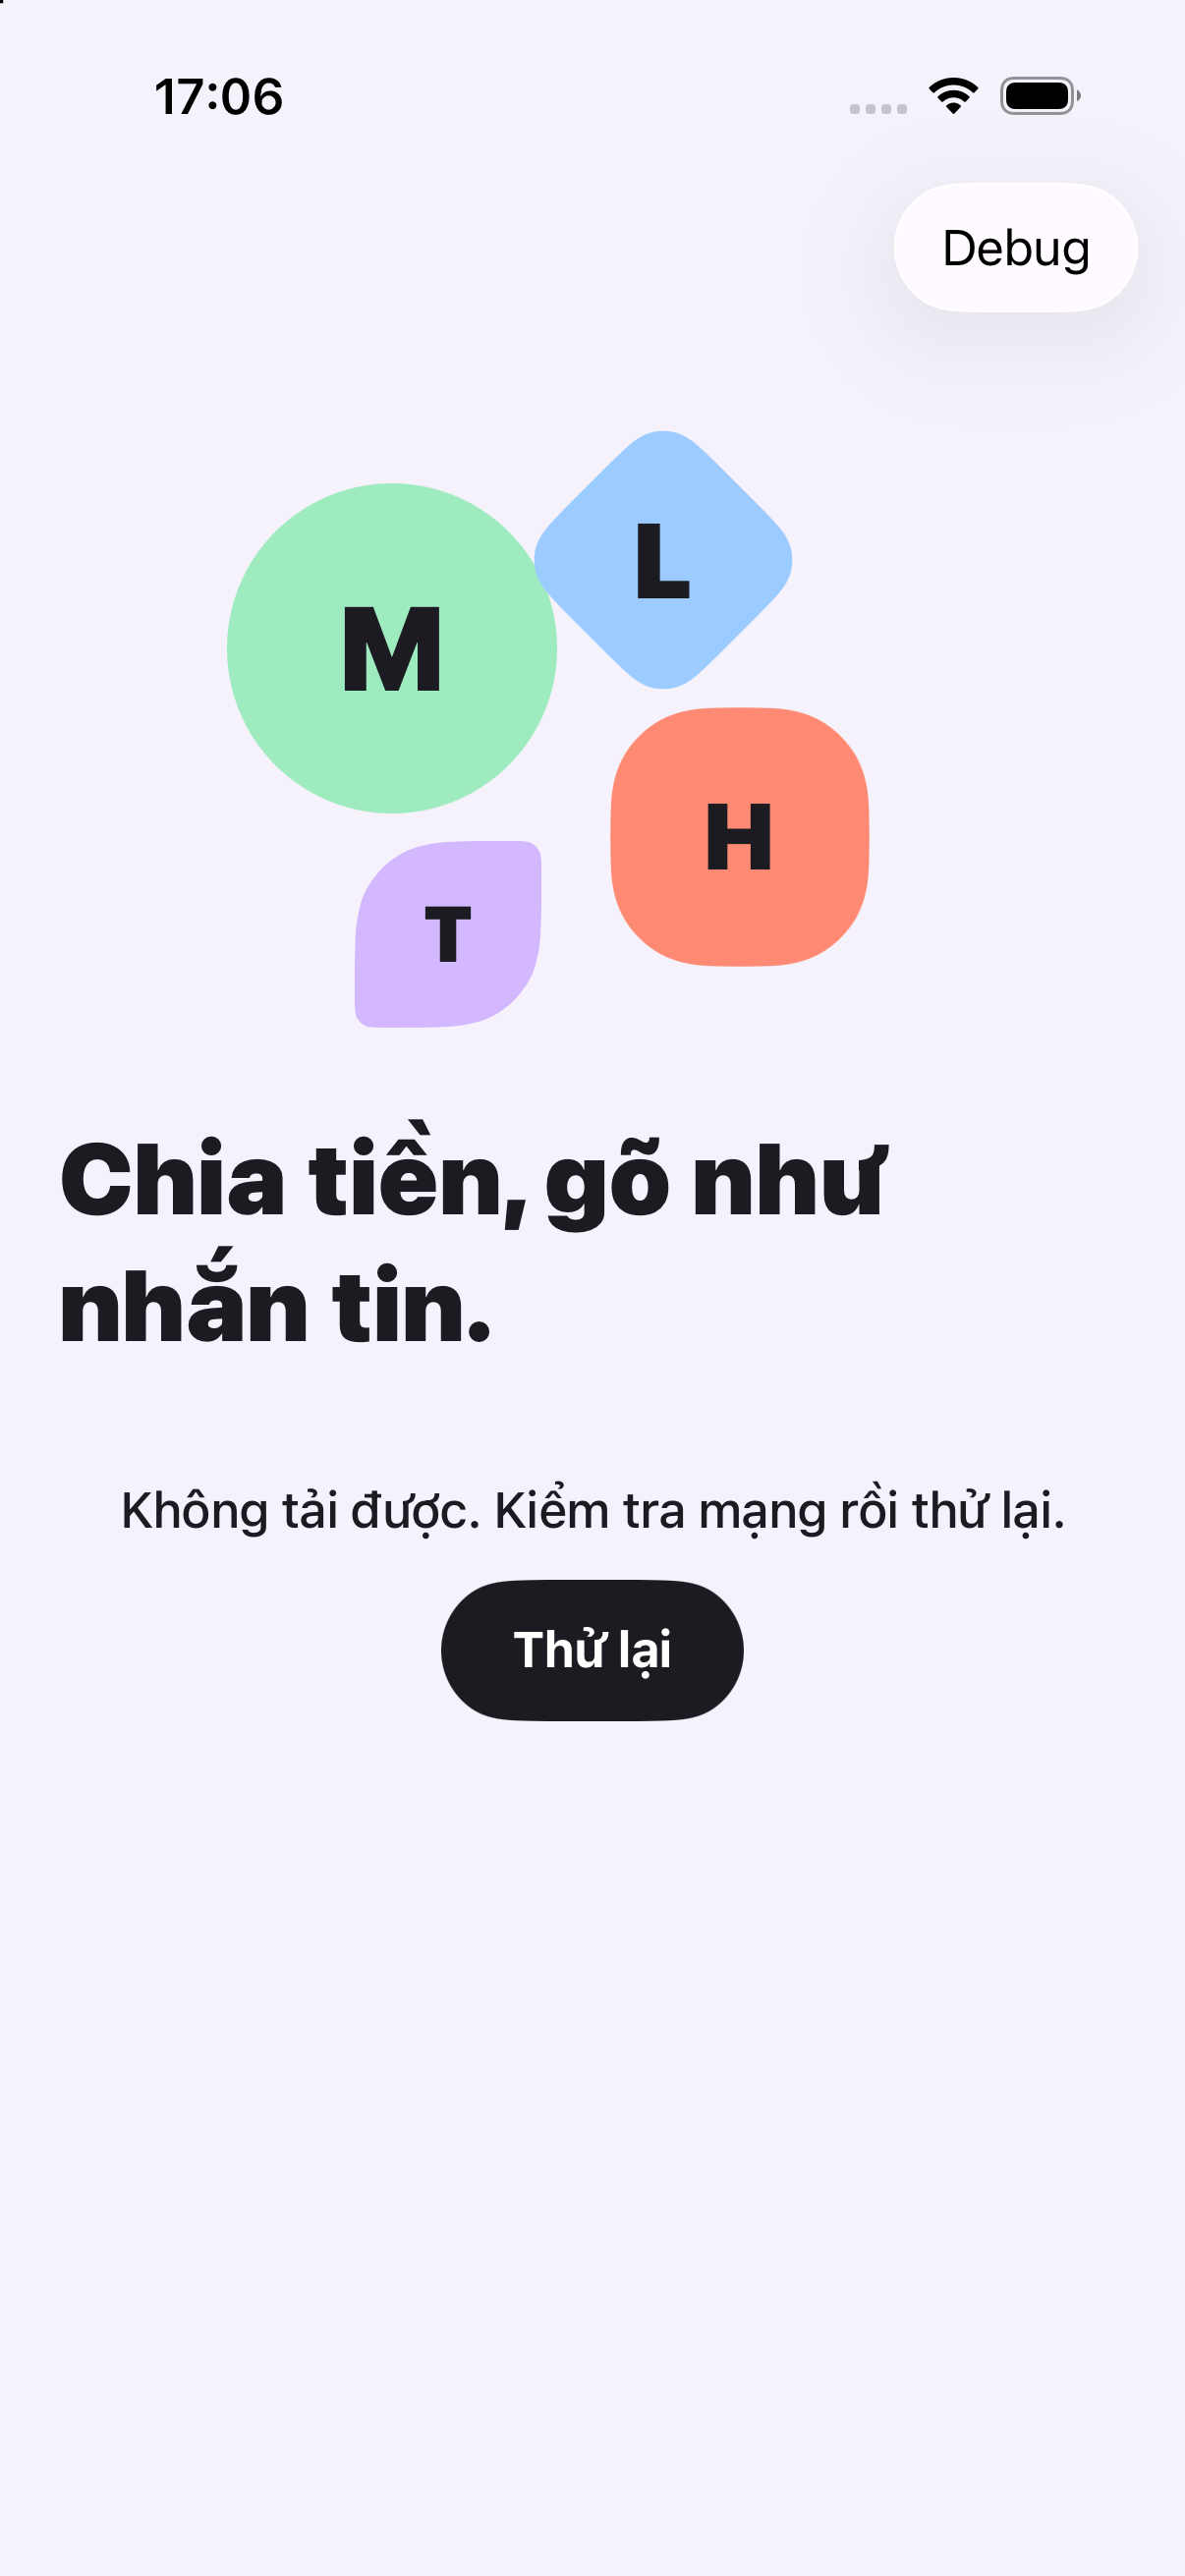 17:06
Debug
M
L
H
T
Chia tiền, gõ như
nhắn tin.
Không tải được. Kiểm tra mạng rồi thử lại.
Thử lại